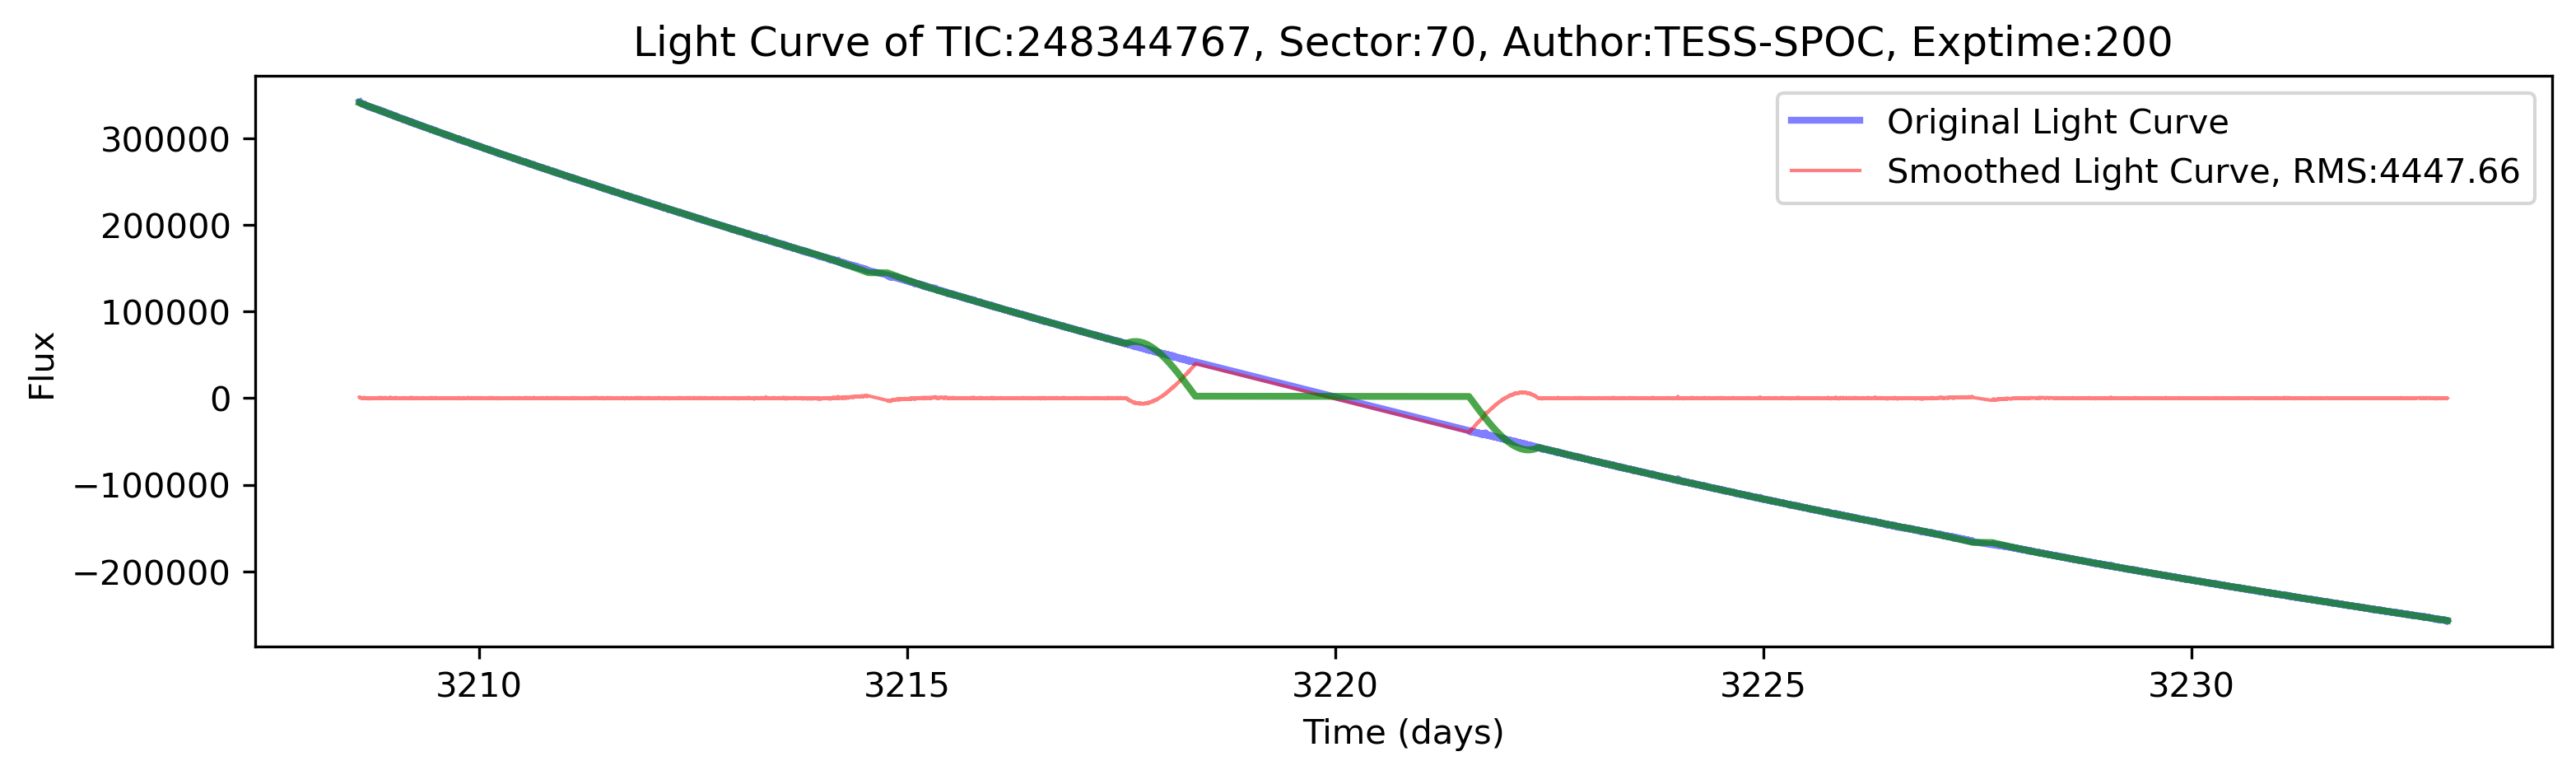 Light Curve of TIC:248344767, Sector:70, Author:TESS-SPOC, Exptime:200
Original Light Curve
Smoothed Light Curve, RMS:4447.66
Flux
300000
200000
100000
0
−100000
−200000
3210 3215 3220 3225 3230
Time (days)